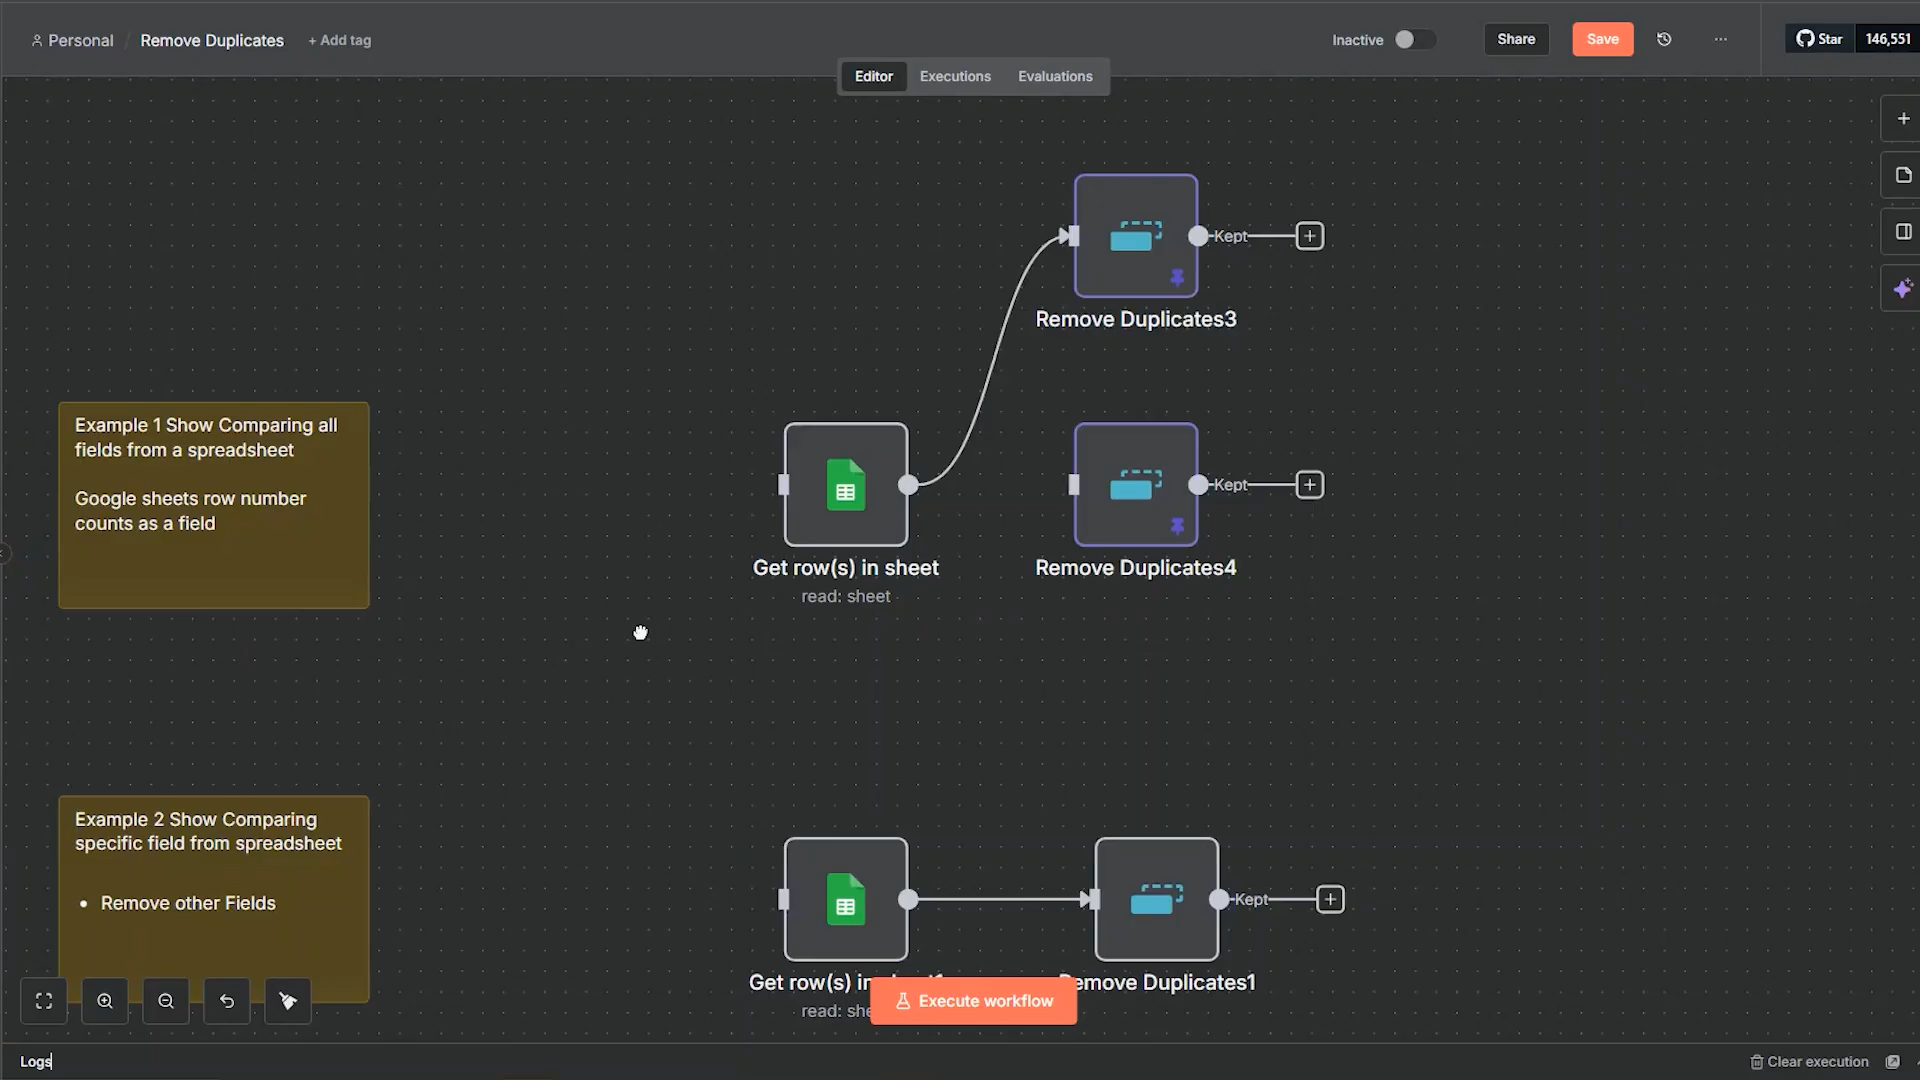 Personal / Remove Duplicates + Add tag
Inactive
Share
Save
Star 146,551
Editor Executions Evaluations
Kept
Remove Duplicates3
Example 1 Show Comparing all
fields from a spreadsheet
Google sheets row number
counts as a field
Kept
Get row(s) in sheet
read: sheet
Remove Duplicates4
Example 2 Show Comparing
specific field from spreadsheet
• Remove other Fields
Kept
Get row(s) in
read: she
emove Duplicates1
Execute workflow
Logs
Clear execution